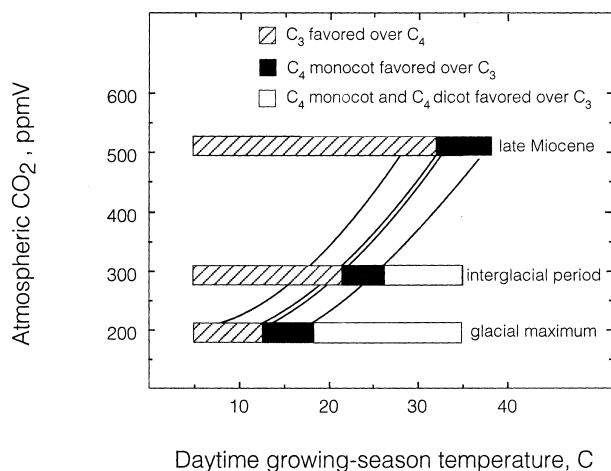 C3 favored over C4
C4 monocot favored over C3
C4 monocot and C4 dicot favored over C3
Atmospheric CO2, ppmV
600
500
400
300
200
late Miocene
interglacial period
glacial maximum
10 20 30 40
Daytime growing-season temperature, C